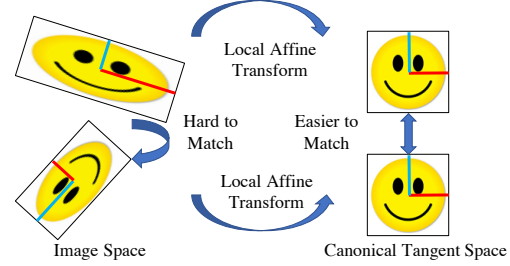 Local Affine
Transform
Hard to
Match
Easier to
Match
Local Affine
Transform
Image Space
Canonical Tangent Space